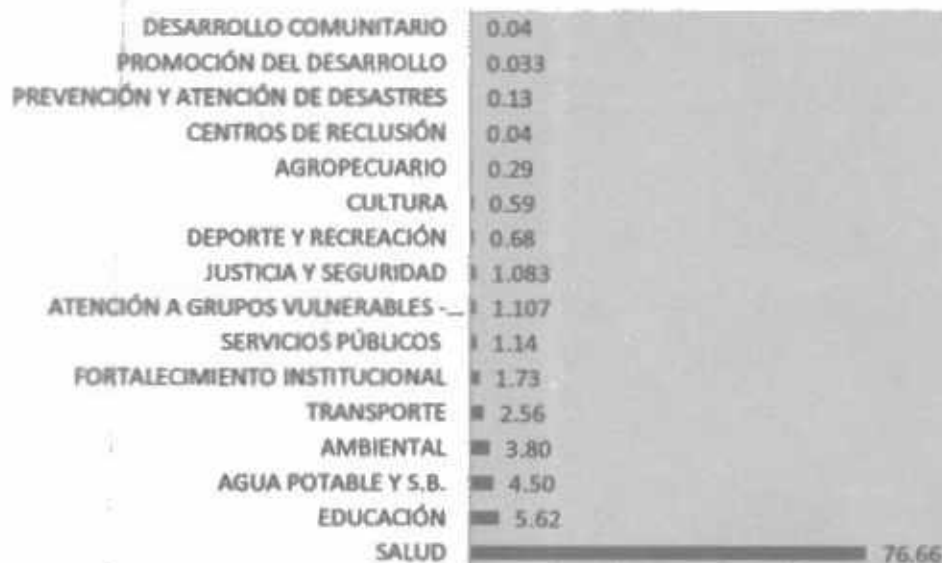 DESARROLLO COMUNITARIO 0.04
PROMOCIÓN DEL DESARROLLO 0.033
PREVENCIÓN Y ATENCIÓN DE DESASTRES 0.13
CENTROS DE RECLUSIÓN 0.04
AGROPECUARIO 0.29
CULTURA 0.59
DEPORTE Y RECREACIÓN 0.68
JUSTICIA Y SEGURIDAD 1.083
ATENCIÓN A GRUPOS VULNERABLES -... 1.107
SERVICIOS PÚBLICOS 1.14
FORTALECIMIENTO INSTITUCIONAL 1.73
TRANSPORTE 2.56
AMBIENTAL 3.80
AGUA POTABLE Y S.B. 4.50
EDUCACIÓN 5.62
SALUD 76.66